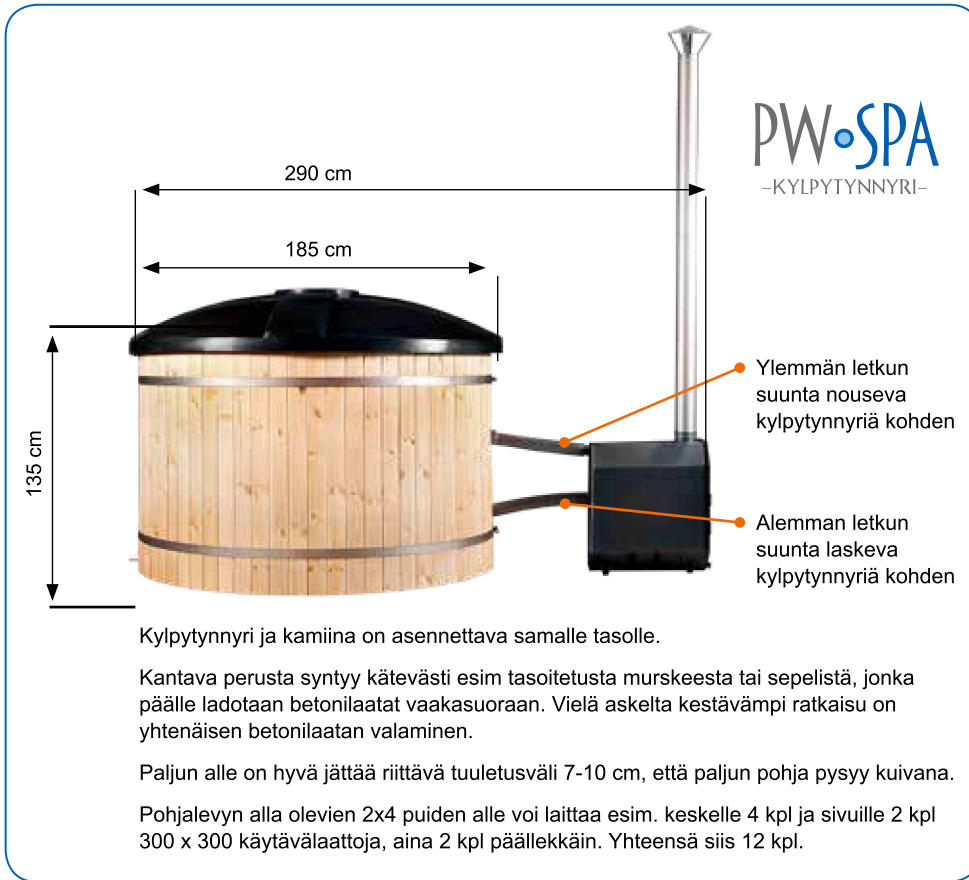 PW SPA
-KYLPYTYNNYRI-
290 cm
185 cm
135 cm
Ylemmän letkun
suunta nouseva
kylpytynnyriä kohden
Alemman letkun
suunta laskeva
kylpytynnyriä kohden
Kylpytynnyri ja kamiina on asennettava samalle tasolle.
Kantava perusta syntyy kätevästi esim tasoitetusta murskeesta tai sepelistä, jonka
päälle ladotaan betonilaatat vaakasuoraan. Vielä askelta kestävämpi ratkaisu on
yhtenäisen betonilaatan valaminen.
Paljun alle on hyvä jättää riittävä tuuletusväli 7-10 cm, että paljun pohja pysyy kuivana.
Pohjalevyn alla olevien 2x4 puiden alle voi laittaa esim. keskelle 4 kpl ja sivuille 2 kpl
300 x 300 käytävälaattoja, aina 2 kpl päällekkäin. Yhteensä siis 12 kpl.